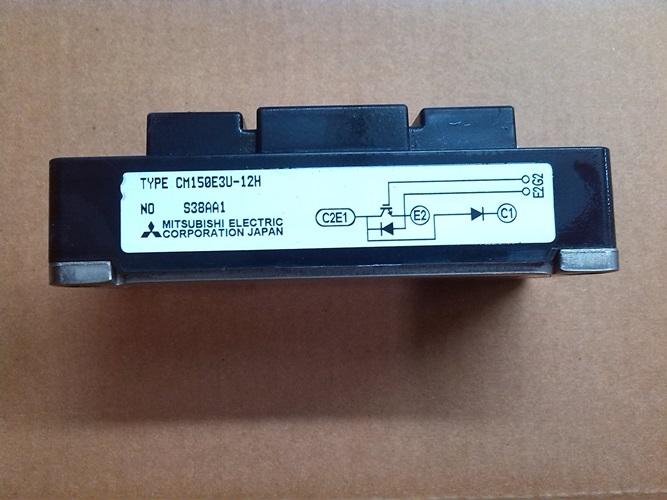 TYPE CM150E3U-12H
NO S38AA1
MITSUBISHI ELECTRIC
CORPORATION JAPAN
C2E1
E2
C1
E2G2